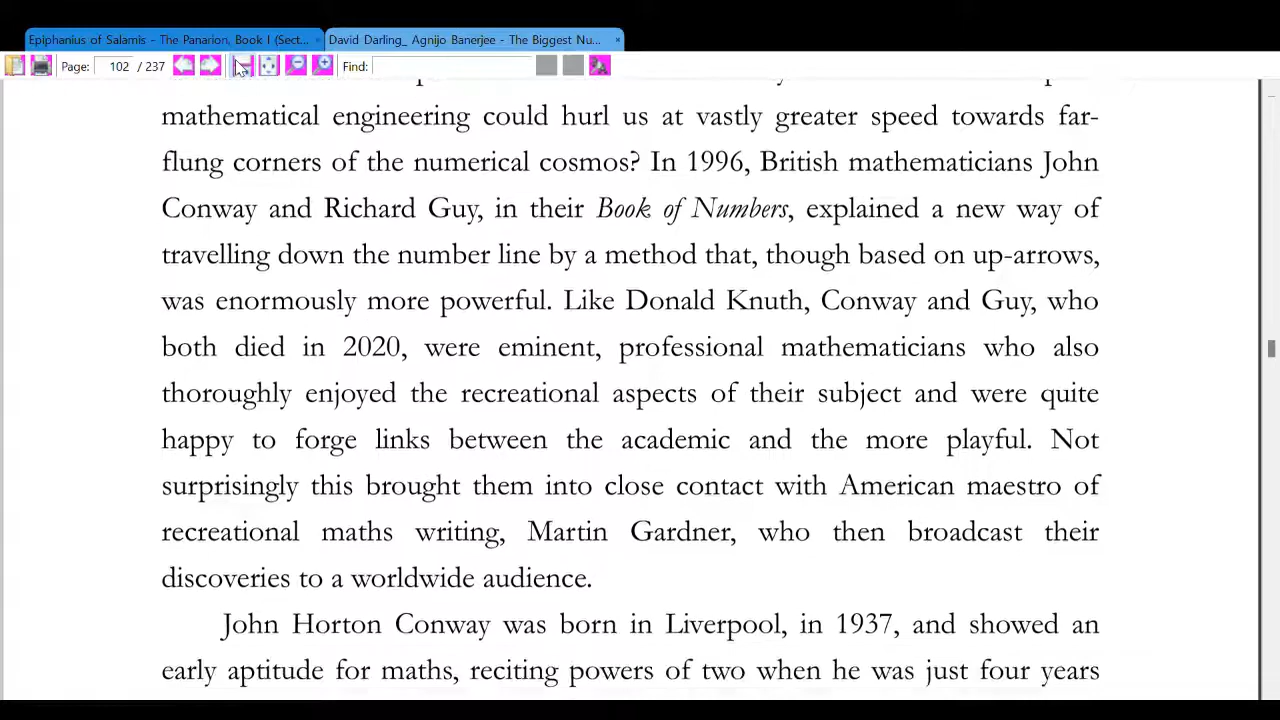 Epiphanius of Salamis - The Panarion, Book I (Sect...
David Darling_ Agnijo Banerjee - The Biggest Nu...
Page: 102 / 237 Find:
mathematical engineering could hurl us at vastly greater speed towards far-
flung corners of the numerical cosmos? In 1996, British mathematicians John
Conway and Richard Guy, in their Book of Numbers, explained a new way of
travelling down the number line by a method that, though based on up-arrows,
was enormously more powerful. Like Donald Knuth, Conway and Guy, who
both died in 2020, were eminent, professional mathematicians who also
thoroughly enjoyed the recreational aspects of their subject and were quite
happy to forge links between the academic and the more playful. Not
surprisingly this brought them into close contact with American maestro of
recreational maths writing, Martin Gardner, who then broadcast their
discoveries to a worldwide audience.
John Horton Conway was born in Liverpool, in 1937, and showed an
early aptitude for maths, reciting powers of two when he was just four years